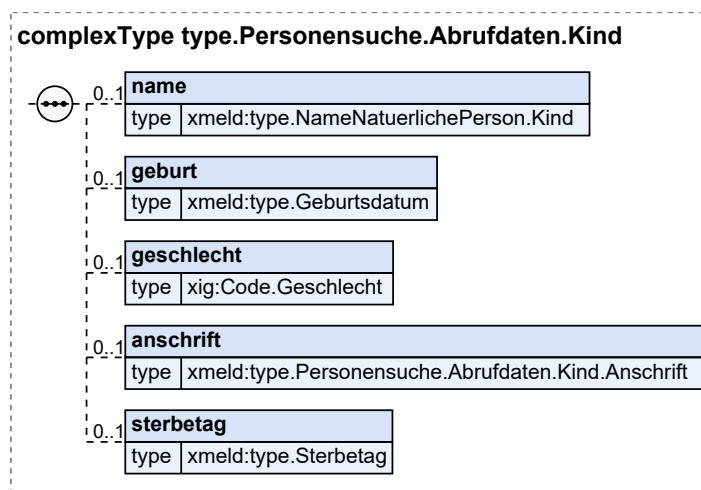 complexType type.Personensuche.Abrufdaten.Kind
0..1 name
type xmeld:type.NameNatuerlichePerson.Kind
0..1 geburt
type xmeld:type.Geburtsdatum
0..1 geschlecht
type xig:Code.Geschlecht
0..1 anschrift
type xmeld:type.Personensuche.Abrufdaten.Kind.Anschrift
0..1 sterbetag
type xmeld:type.Sterbetag